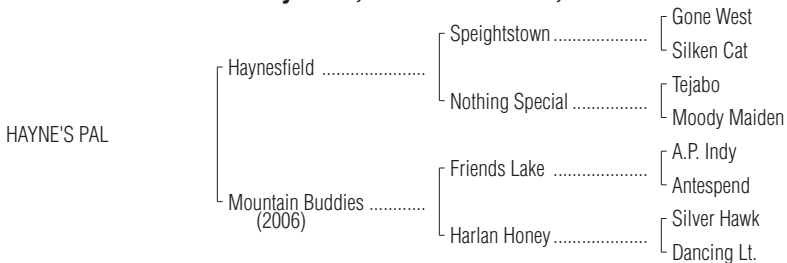 Gone West
Speightstown
Silken Cat
Haynesfield
Tejabo
Nothing Special
Moody Maiden
HAYNE'S PAL
A.P. Indy
Friends Lake
Antespend
Mountain Buddies
(2006)
Silver Hawk
Harlan Honey
Dancing Lt.